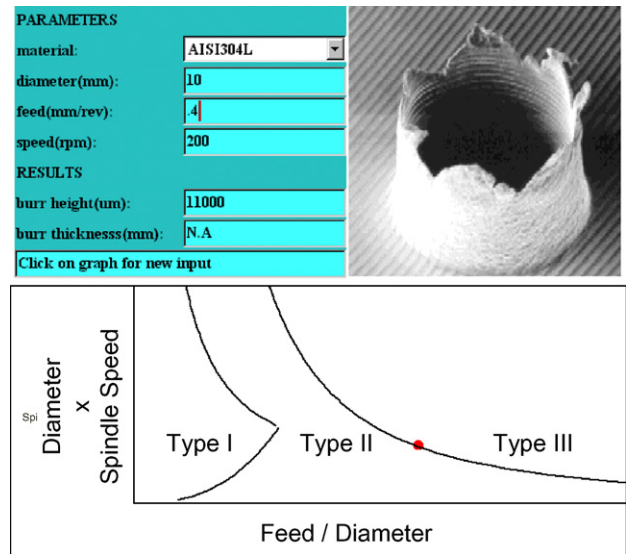 PARAMETERS
material: AISI304L
diameter(mm): 10
feed(mm/rev): .4
speed(rpm): 200
RESULTS
burr height(um): 11000
burr thicknesss(mm): N.A
Click on graph for new input
Spi
Diameter
x
Spindle Speed
Type I Type II Type III
Feed / Diameter